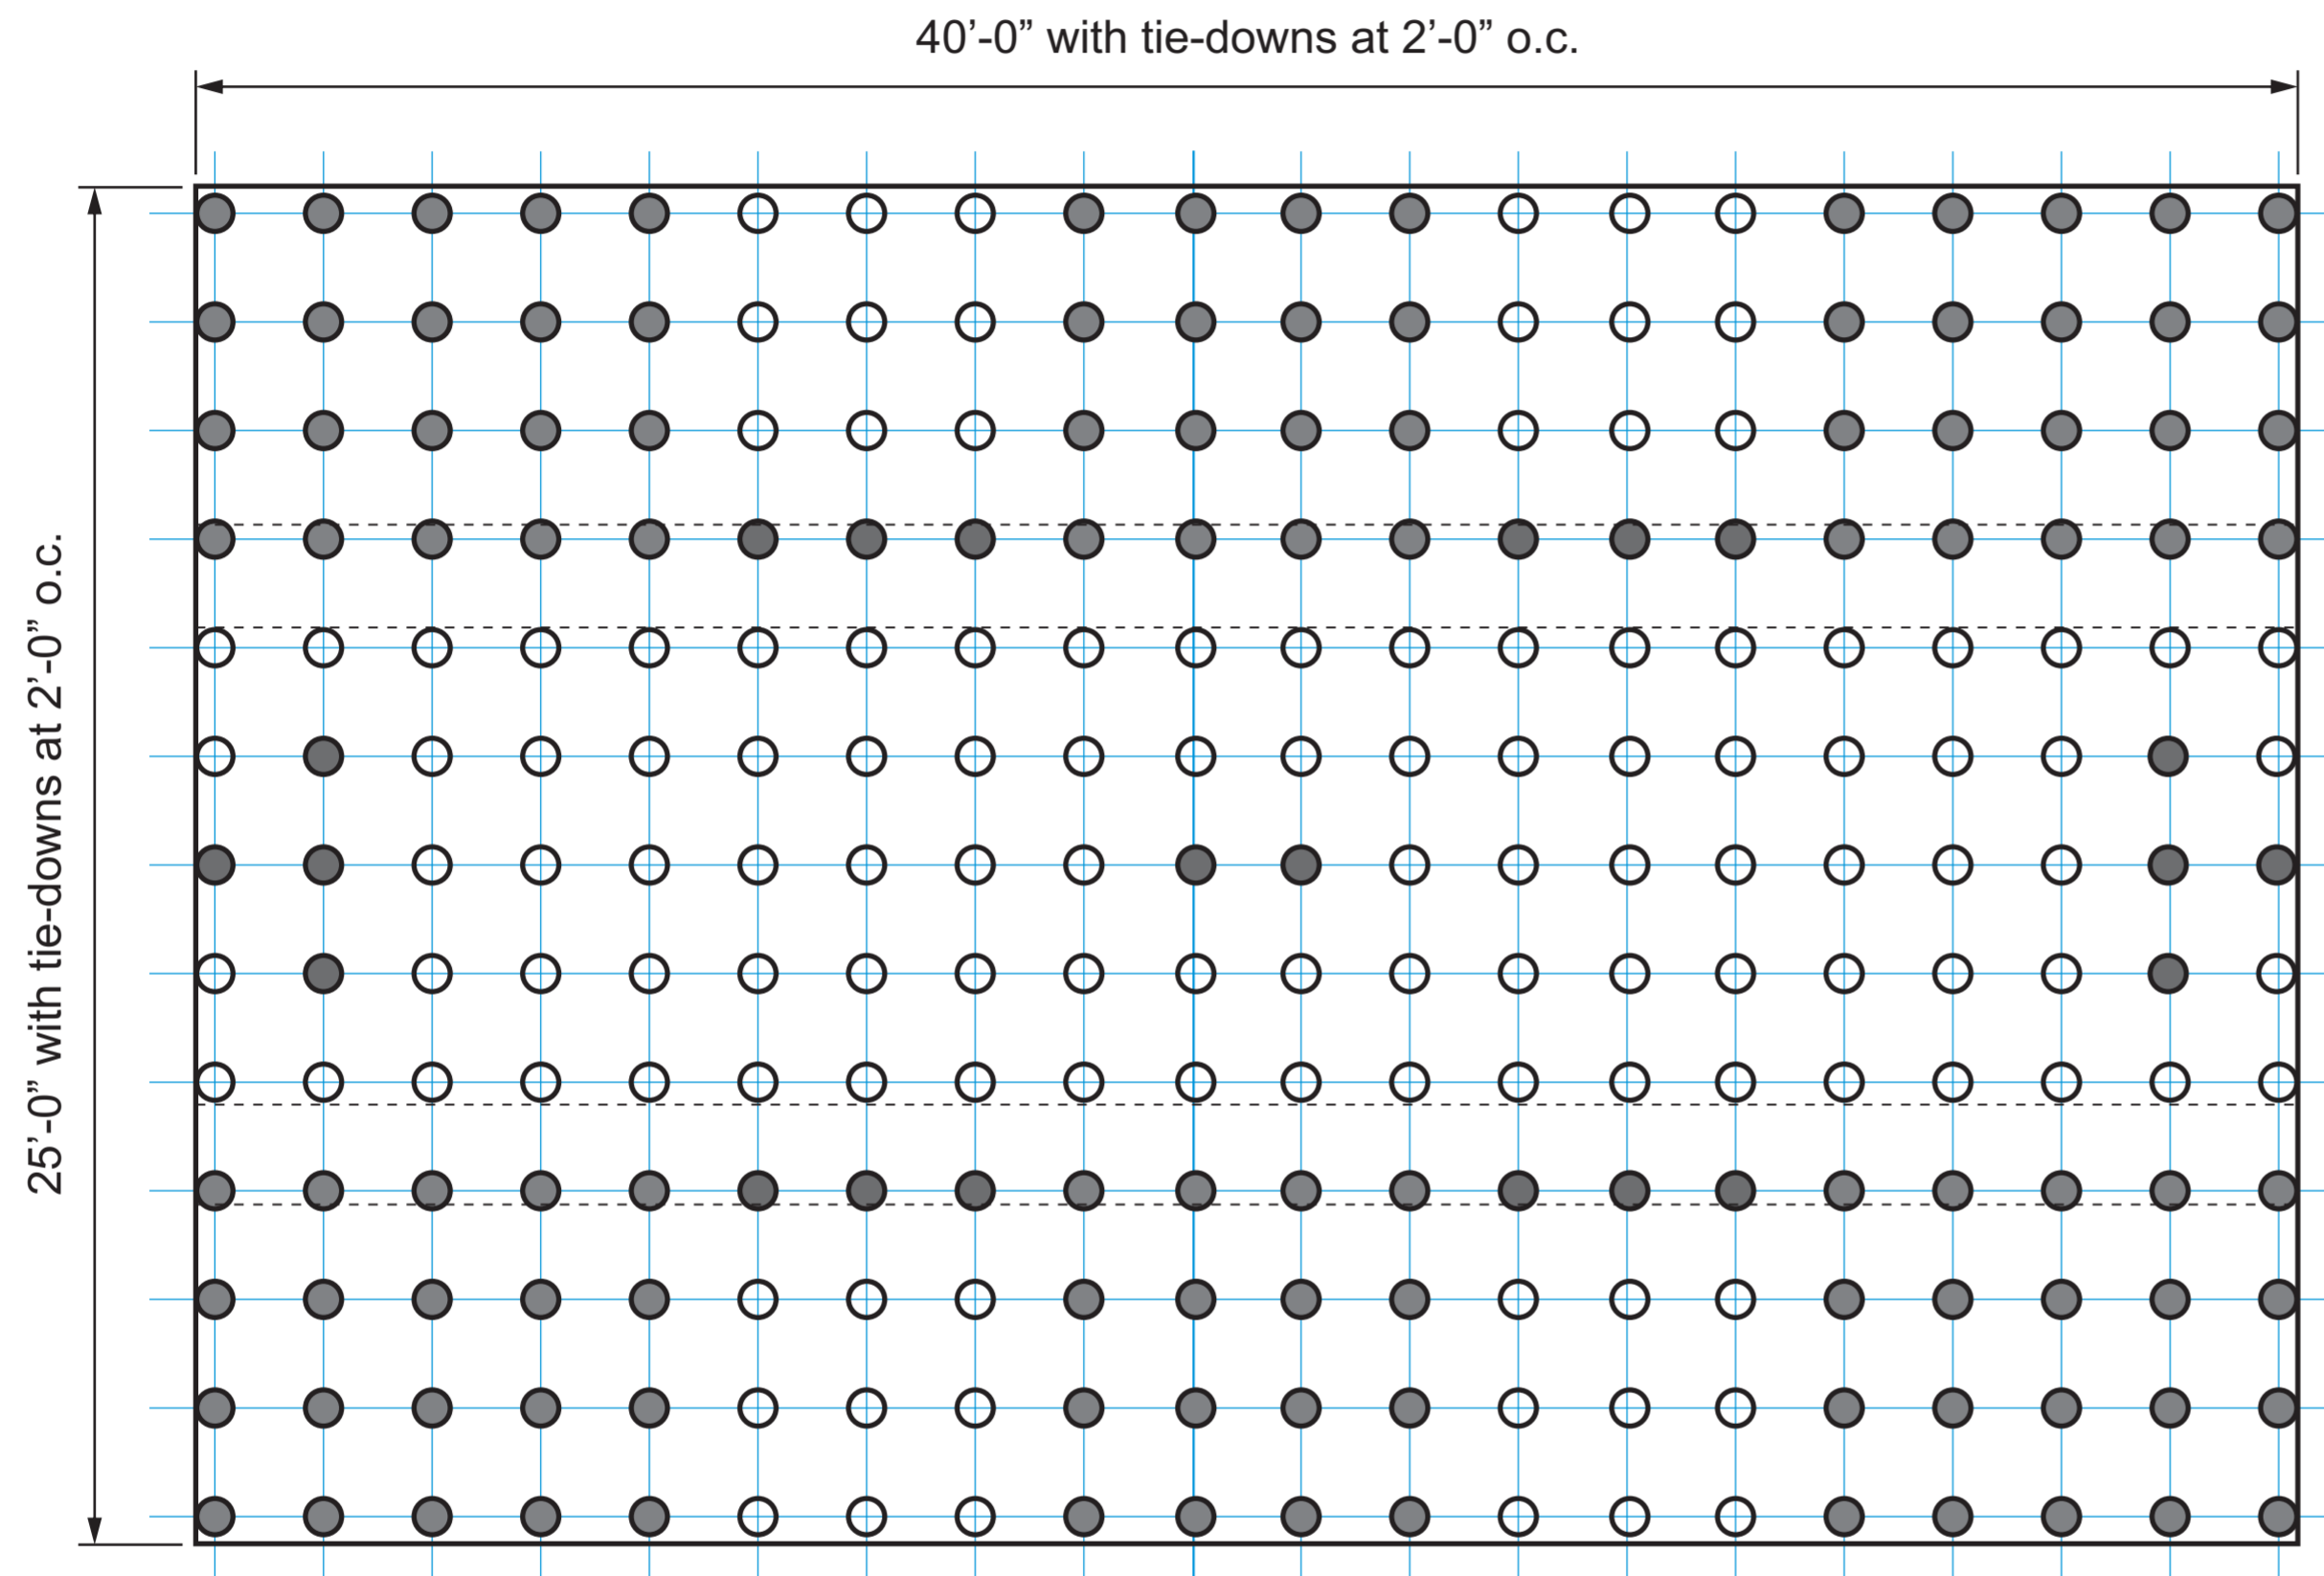 40’-0” with tie-downs at 2’-0” o.c.
25’-0” with tie-downs at 2’-0” o.c.